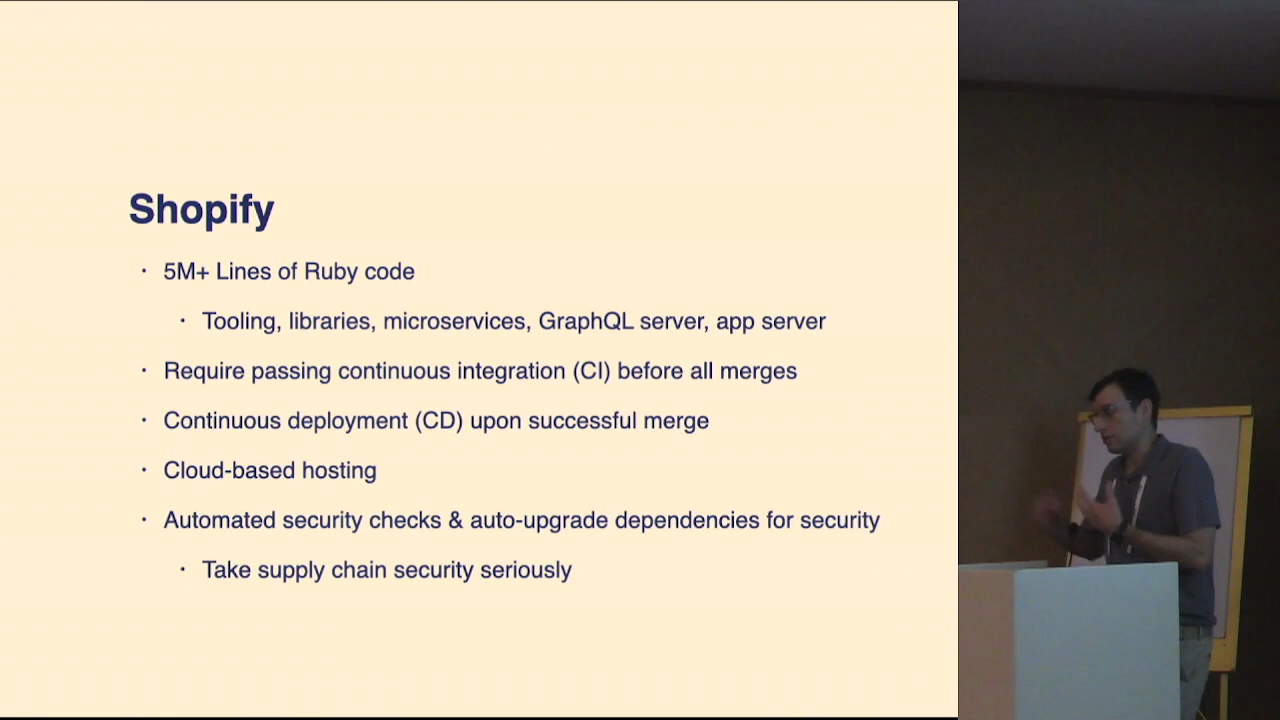 Shopify
· 5M+ Lines of Ruby code
· Tooling, libraries, microservices, GraphQL server, app server
· Require passing continuous integration (CI) before all merges
· Continuous deployment (CD) upon successful merge
· Cloud-based hosting
· Automated security checks & auto-upgrade dependencies for security
· Take supply chain security seriously